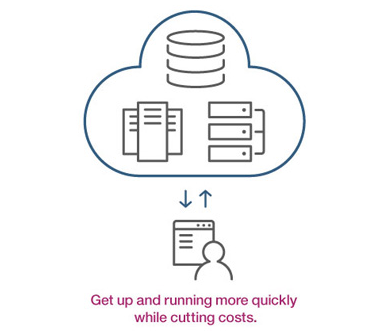 Get up and running more quickly
while cutting costs.